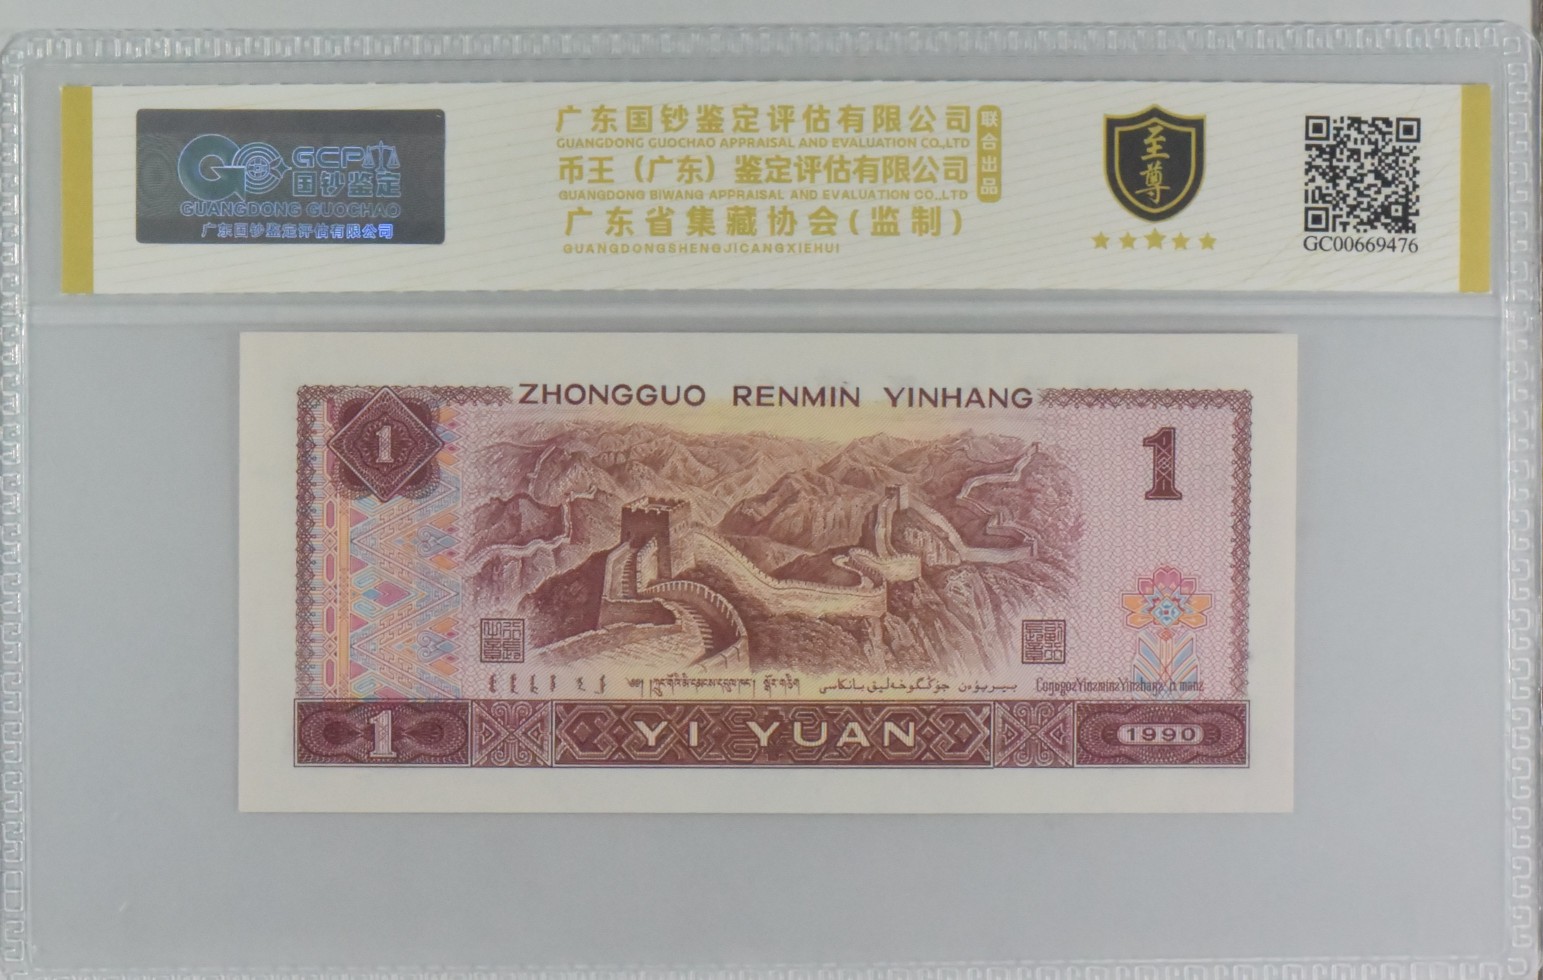 GCP
国钞鉴定
GUANGDONG GUOCHAO
广东国钞鉴定评估有限公司
广东国钞鉴定评估有限公司
GUANGDONG GUOCHAO APPRAISAL AND EVALUATION CO.,LTD
币王（广东）鉴定评估有限公司
GUANGDONG BIWANG APPRAISAL AND EVALUATION CO.,LTD
广东省集藏协会(监制)
GUANGDONGSHENGJICANGXIEHUI
联合出品
至尊
GC00669476
ZHONGGUO RENMIN YINHANG
1
1
1
YI YUAN
1990